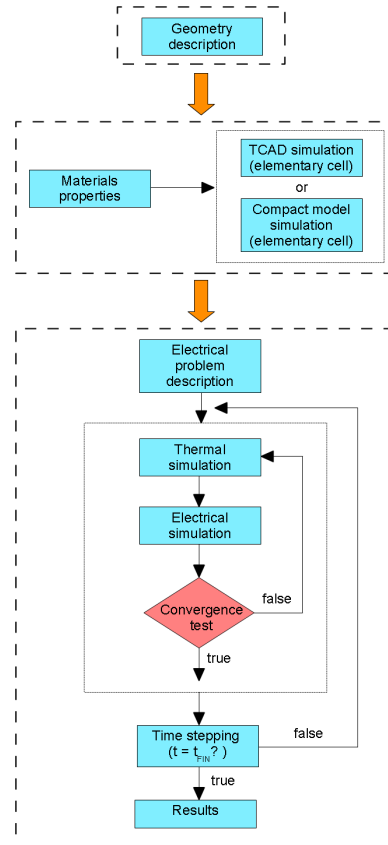 Geometry
description
Materials
properties
TCAD simulation
(elementary cell)
or
Compact model
simulation
(elementary cell)
Electrical
problem
description
Thermal
simulation
Electrical
simulation
Convergence
test
false
true
Time stepping
(t = tFIN? )
false
true
Results